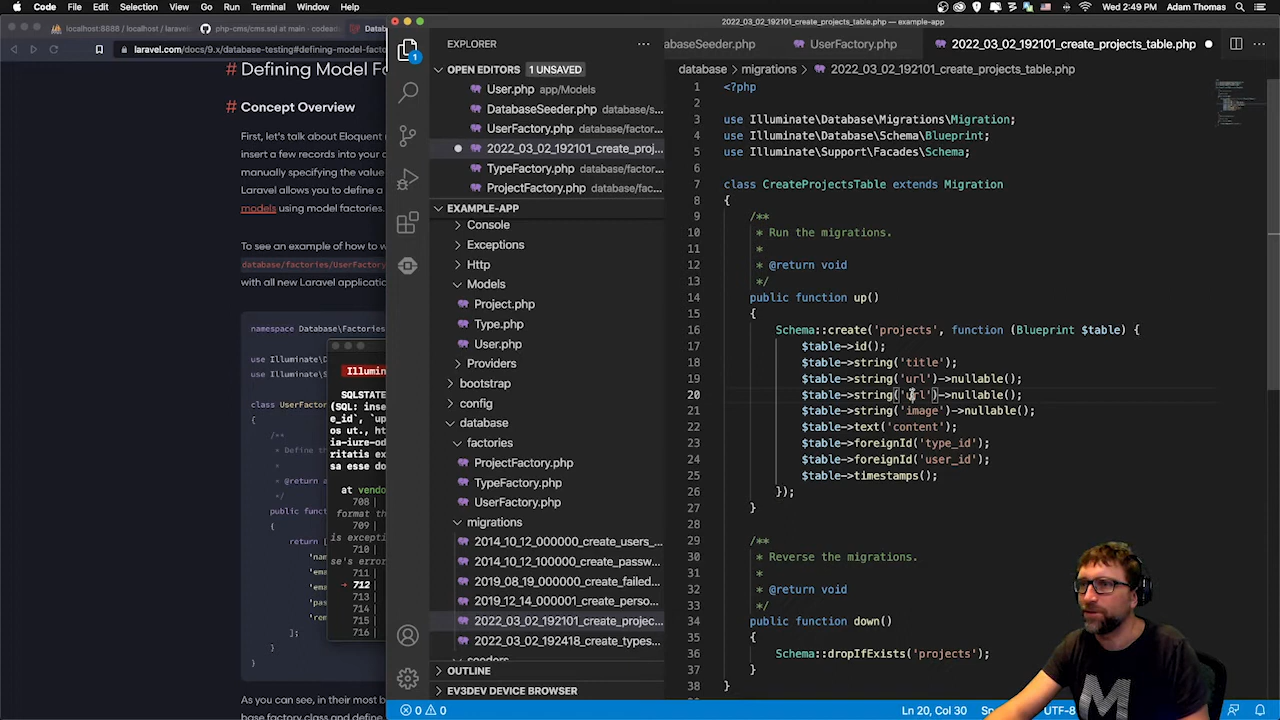 Code File Edit Selection View Go Run Terminal Window Help
Wed Mar 2 2:49 PM Adam Thomas
localhost:8888 / localhost / laravel
php-cms/cms.sql at main · codeadc
Datab
laravel.com/docs/9.x/database-testing#defining-model-fac
# Defining Model Fa
# Concept Overview
First, let's talk about Eloquent
insert a few records into your d
manually specifying the value
Laravel allows you to define a
models using model factories.
To see an example of how to w
database/factories/UserFactory
with all new Laravel application
namespace Database\Factories
use Illuminate\D
use Illuminate\S
class UserFactor
{
/**
* Define th
*
* @return a
*/
public funct
{
return [
'nam
'ema
'ema
'pas
'rem
];
}
}
As you can see, in their most b
base factory class and define
Illumin
SQLSTATE
(SQL: inse
e_id`, `up
os ut., ht
ia-iure-od
eritatis ex
sa esse do
at vendo
708
format th
709
is excepti
710
se's error
711
→ 712
713
714
715
716
2022_03_02_192101_create_projects_table.php — example-app
EXPLORER
OPEN EDITORS 1 UNSAVED
User.php app/Models
DatabaseSeeder.php database/s...
UserFactory.php database/factor...
2022_03_02_192101_create_proj...
TypeFactory.php database/factor...
ProjectFactory.php database/fac...
EXAMPLE-APP
Console
Exceptions
Http
Models
Project.php
Type.php
User.php
Providers
bootstrap
config
database
factories
ProjectFactory.php
TypeFactory.php
UserFactory.php
migrations
2014_10_12_000000_create_users_...
2014_10_12_100000_create_passw...
2019_08_19_000000_create_failed...
2019_12_14_000001_create_perso...
2022_03_02_192101_create_projec...
2022_03_02_192418_create_types...
seeders
OUTLINE
EV3DEV DEVICE BROWSER
abaseSeeder.php
UserFactory.php
2022_03_02_192101_create_projects_table.php
database > migrations > 2022_03_02_192101_create_projects_table.php
1 <?php
2
3 use Illuminate\Database\Migrations\Migration;
4 use Illuminate\Database\Schema\Blueprint;
5 use Illuminate\Support\Facades\Schema;
6
7 class CreateProjectsTable extends Migration
8 {
9 /**
10 * Run the migrations.
11 *
12 * @return void
13 */
14 public function up()
15 {
16 Schema::create('projects', function (Blueprint $table) {
17 $table->id();
18 $table->string('title');
19 $table->string('url')->nullable();
20 $table->string('url')->nullable();
21 $table->string('image')->nullable();
22 $table->text('content');
23 $table->foreignId('type_id');
24 $table->foreignId('user_id');
25 $table->timestamps();
26 });
27 }
28
29 /**
30 * Reverse the migrations.
31 *
32 * @return void
33 */
34 public function down()
35 {
36 Schema::dropIfExists('projects');
37 }
38 }
0 0
Ln 20, Col 30
UTF-8